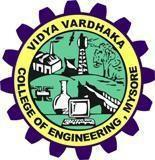 VIDYA VARDHAKA
COLLEGE OF ENGINEERING · MYSORE